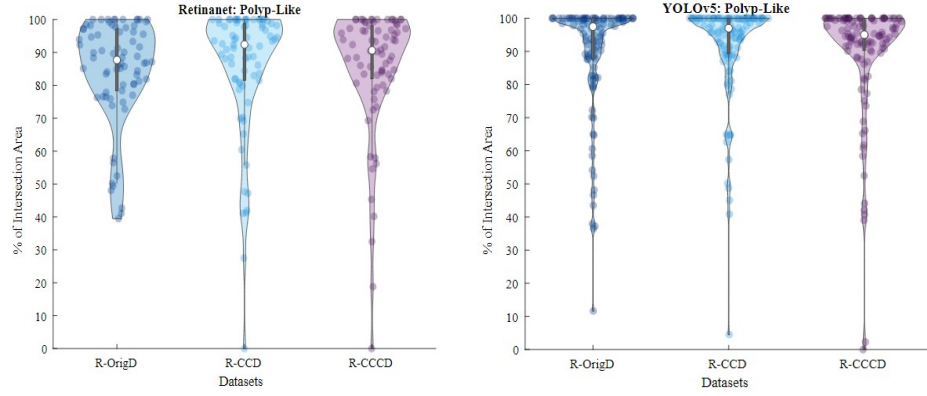 Retinanet: Polyp-Like
% of Intersection Area
100
90
80
70
60
50
40
30
20
10
0
R-OrigD
R-CCD
R-CCCD
Datasets
YOLOv5: Polyp-Like
% of Intersection Area
100
90
80
70
60
50
40
30
20
10
0
R-OrigD
R-CCD
R-CCCD
Datasets